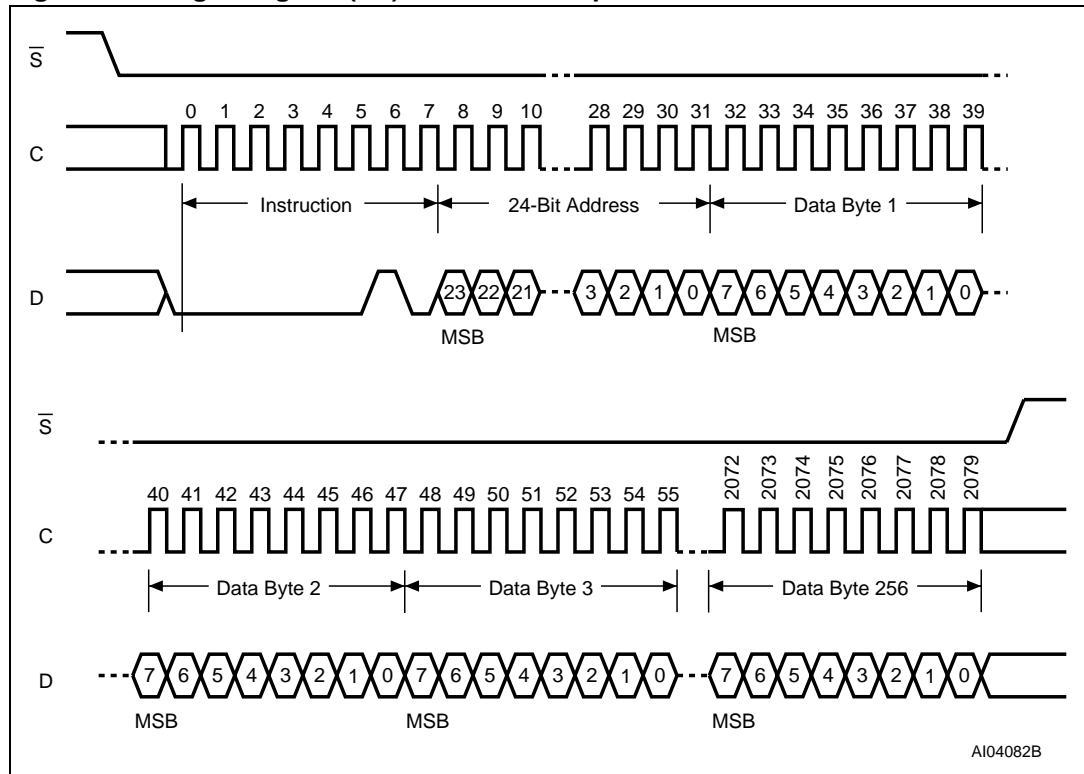 S
0 1 2 3 4 5 6 7 8 9 10 28 29 30 31 32 33 34 35 36 37 38 39
C
Instruction 24-Bit Address Data Byte 1
D 23 22 21 3 2 1 0 7 6 5 4 3 2 1 0
MSB MSB
S
2072 2073 2074 2075 2076 2077 2078 2079
40 41 42 43 44 45 46 47 48 49 50 51 52 53 54 55
C
Data Byte 2 Data Byte 3 Data Byte 256
D 7 6 5 4 3 2 1 0 7 6 5 4 3 2 1 0 7 6 5 4 3 2 1 0
MSB MSB MSB
AI04082B